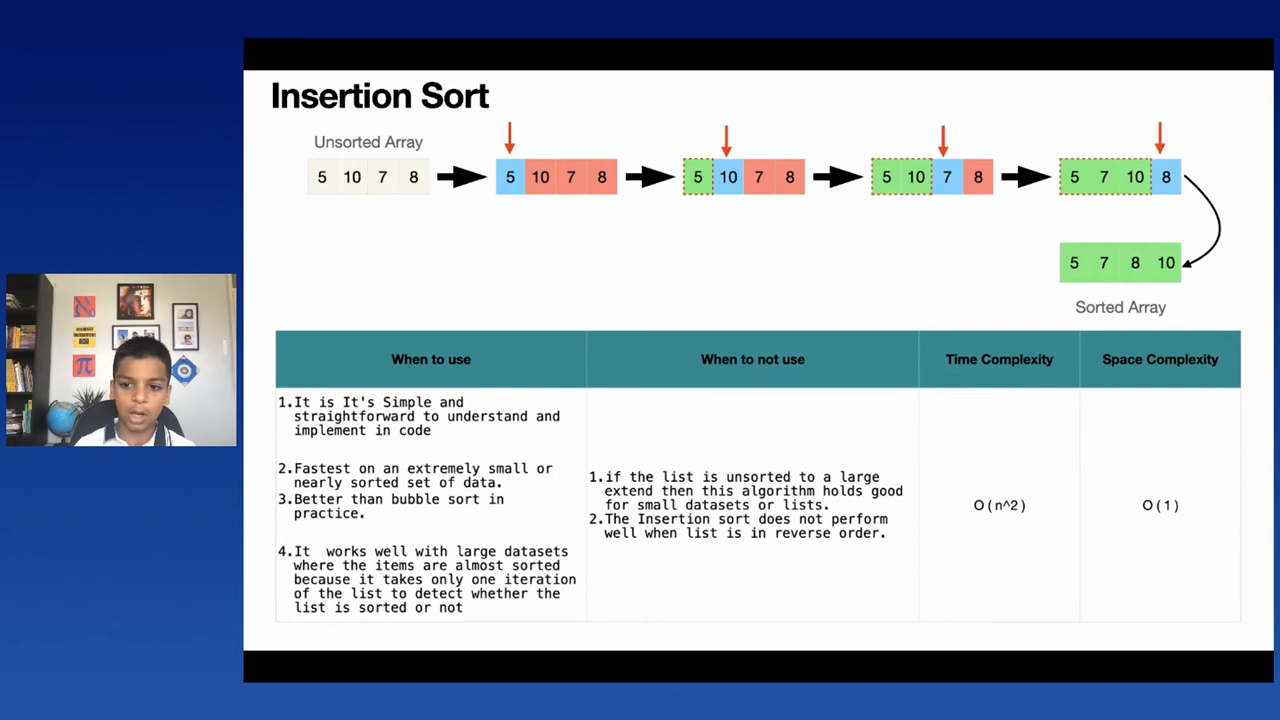 Insertion Sort
Unsorted Array
5 10 7 8
5 10 7 8
5 10 7 8
5 10 7 8
5 7 10 8
5 7 8 10
Sorted Array
When to use
When to not use
Time Complexity
Space Complexity
1.It is It's Simple and
straightforward to understand and
implement in code
2.Fastest on an extremely small or
nearly sorted set of data.
3.Better than bubble sort in
practice.
4.It works well with large datasets
where the items are almost sorted
because it takes only one iteration
of the list to detect whether the
list is sorted or not
1.if the list is unsorted to a large
extend then this algorithm holds good
for small datasets or lists.
2.The Insertion sort does not perform
well when list is in reverse order.
O(n^2)
O(1)